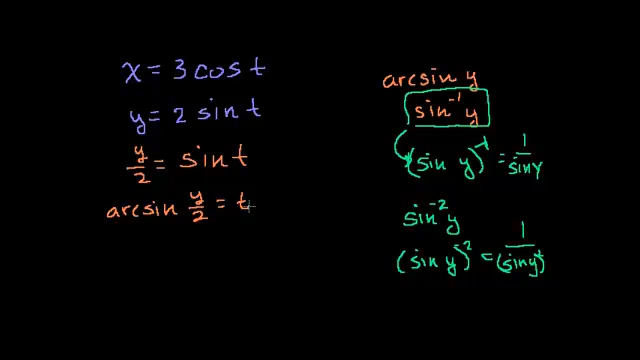 x = 3 cos t
y = 2 sin t
y/2 = sin t
arcsin y/2 = t
arcsin y
sin⁻¹ y
(sin y)⁻¹ = 1/sin y
sin⁻² y
(sin y)⁻² = 1/(sin y)²